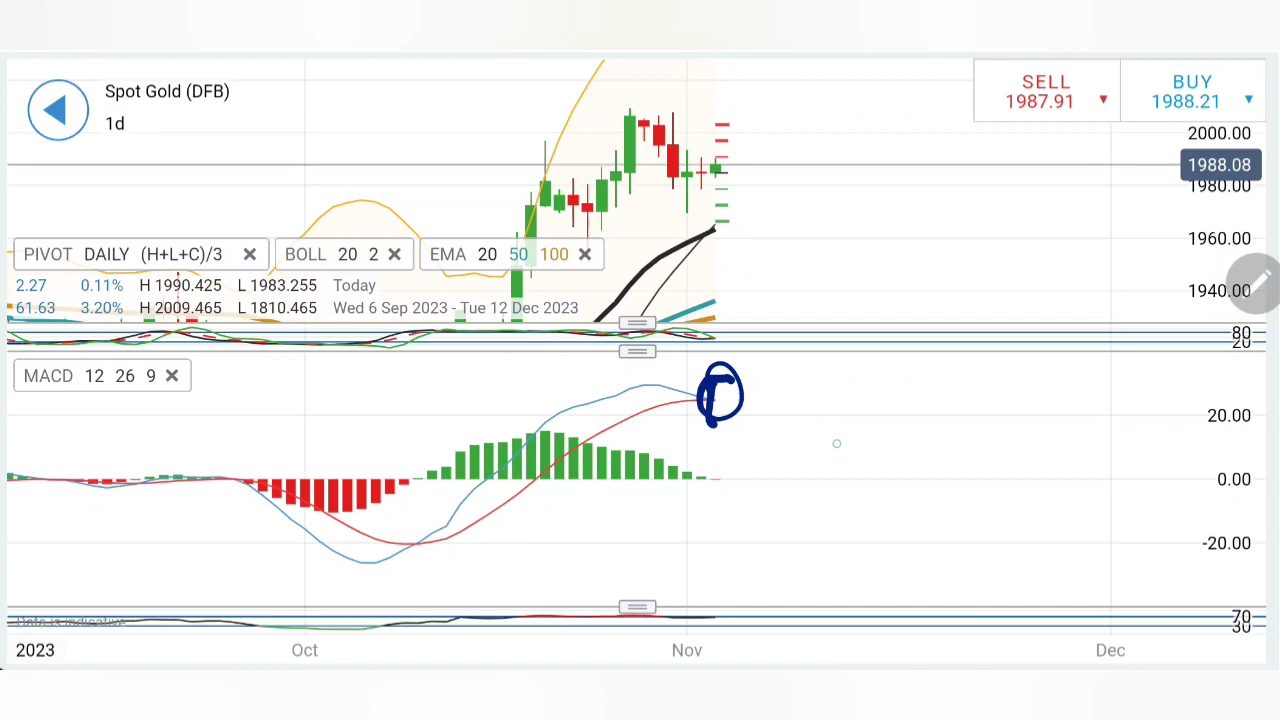 Spot Gold (DFB)
1d
SELL
1987.91
BUY
1988.21
2000.00
1988.08
1980.00
1960.00
1940.00
PIVOT DAILY (H+L+C)/3
BOLL 20 2
EMA 20 50 100
2.27 0.11% H 1990.425 L 1983.255 Today
61.63 3.20% H 2009.465 L 1810.465 Wed 6 Sep 2023 - Tue 12 Dec 2023
80
20
MACD 12 26 9
20.00
0.00
-20.00
Data is indicative
70
30
2023 Oct Nov Dec